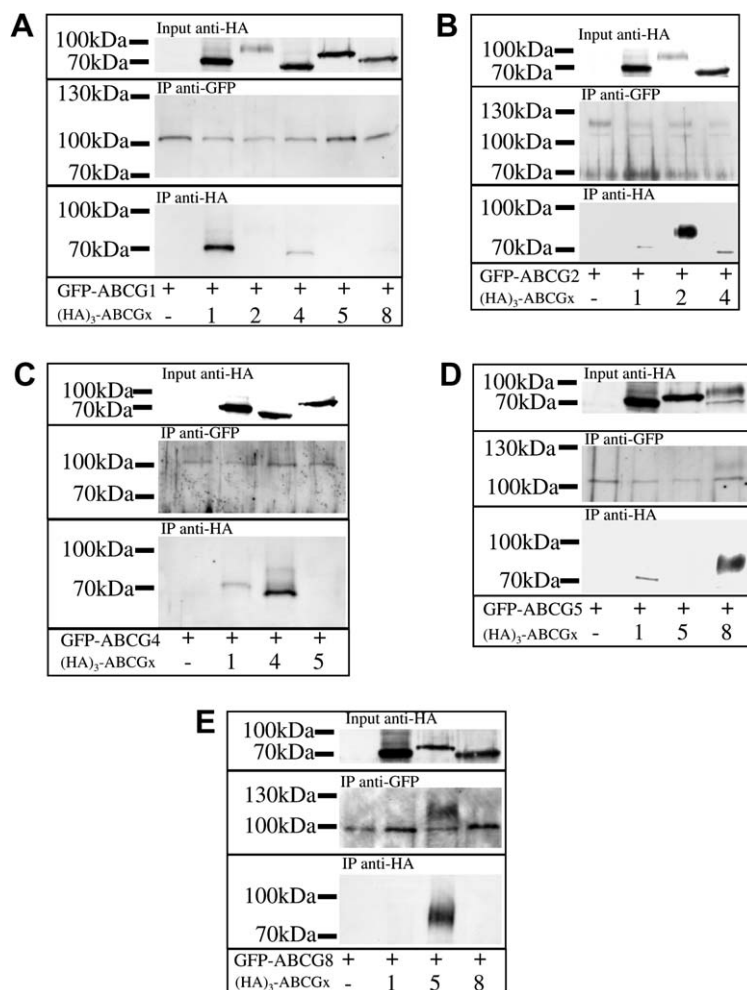 A
Input anti-HA
100kDa
70kDa
IP anti-GFP
130kDa
100kDa
70kDa
IP anti-HA
100kDa
70kDa
GFP-ABCG1 + + + + + +
(HA)₃-ABCGx - 1 2 4 5 8
B
Input anti-HA
100kDa
70kDa
IP anti-GFP
130kDa
100kDa
70kDa
IP anti-HA
100kDa
70kDa
GFP-ABCG2 + + + +
(HA)₃-ABCGx - 1 2 4
C
Input anti-HA
100kDa
70kDa
IP anti-GFP
100kDa
70kDa
IP anti-HA
100kDa
70kDa
GFP-ABCG4 + + + +
(HA)₃-ABCGx - 1 4 5
D
Input anti-HA
100kDa
70kDa
IP anti-GFP
130kDa
100kDa
IP anti-HA
100kDa
70kDa
GFP-ABCG5 + + + +
(HA)₃-ABCGx - 1 5 8
E
Input anti-HA
100kDa
70kDa
IP anti-GFP
130kDa
100kDa
IP anti-HA
100kDa
70kDa
GFP-ABCG8 + + + +
(HA)₃-ABCGx - 1 5 8